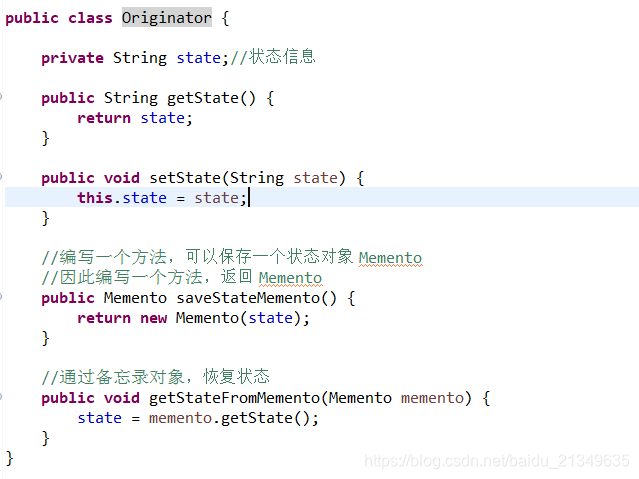 public class Originator {
private String state;//状态信息
public String getState() {
return state;
}
public void setState(String state) {
this.state = state;
}
//编写一个方法，可以保存一个状态对象 Memento
//因此编写一个方法，返回 Memento
public Memento saveStateMemento() {
return new Memento(state);
}
//通过备忘录对象，恢复状态
public void getStateFromMemento(Memento memento) {
state = memento.getState();
}
}
https://blog.csdn.net/baidu_21349635